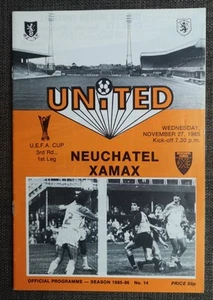 UNITED
WEDNESDAY,
NOVEMBER 27, 1985
Kick-off 7.30 p.m.
U.E.F.A. CUP
3rd Rd.,
1st Leg
NEUCHATEL
XAMAX
OFFICIAL PROGRAMME — SEASON 1985-86 No. 14 PRICE 50p